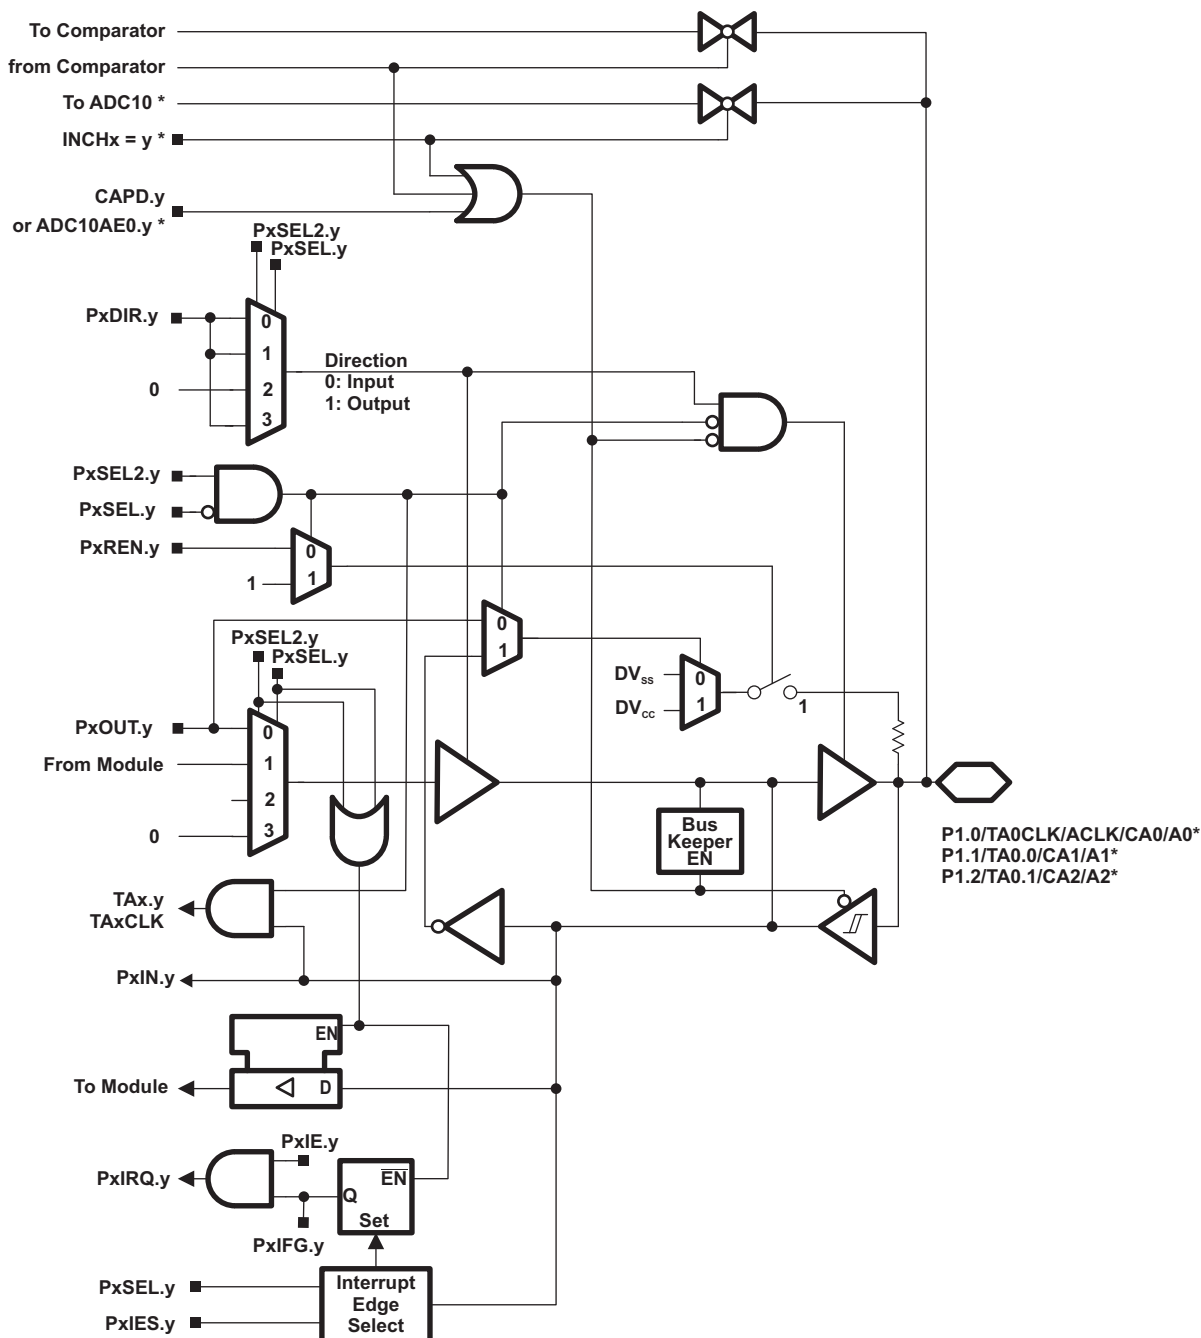 To Comparator
from Comparator
To ADC10 *
INCHx = y *
CAPD.y
or ADC10AE0.y *
PxSEL2.y
PxSEL.y
PxDIR.y
0
1
2
3
0
Direction
0: Input
1: Output
PxSEL2.y
PxSEL.y
PxREN.y
0
1
1
PxSEL2.y
PxSEL.y
0
1
DVSS
DVCC
0
1
1
PxOUT.y
From Module
0
0
1
2
3
Bus
Keeper
EN
P1.0/TA0CLK/ACLK/CA0/A0*
P1.1/TA0.0/CA1/A1*
P1.2/TA0.1/CA2/A2*
TAx.y
TAxCLK
PxIN.y
EN
D
To Module
PxIE.y
PxIRQ.y
EN
Q
Set
PxIFG.y
PxSEL.y
PxIES.y
Interrupt
Edge
Select